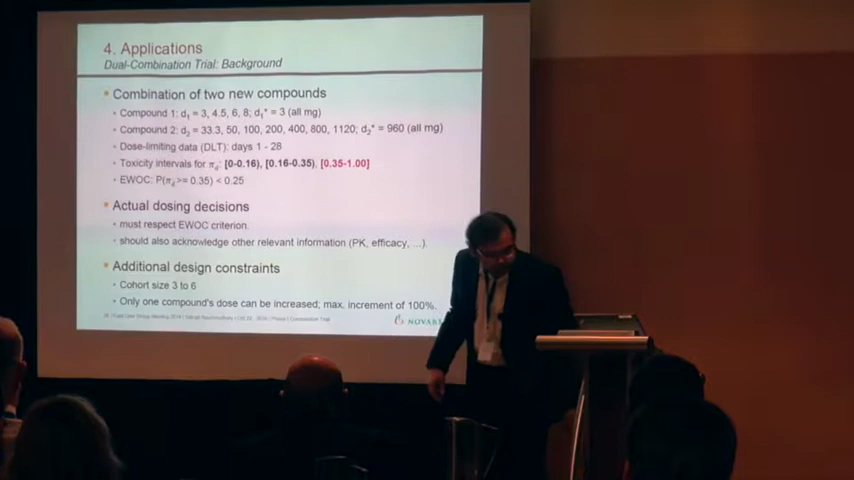 4. Applications
Dual-Combination Trial: Background
Combination of two new compounds
Compound 1: d₁ = 3, 4.5, 6, 8; d₁* = 3 (all mg)
Compound 2: d₂ = 33.3, 50, 100, 200, 400, 800, 1120; d₂* = 960 (all mg)
Dose-limiting data (DLT): days 1 - 28
Toxicity intervals for π_d: [0-0.16), [0.16-0.35), [0.35-1.00]
EWOC: P(π_d >= 0.35) < 0.25
Actual dosing decisions
must respect EWOC criterion.
should also acknowledge other relevant information (PK, efficacy, ...).
Additional design constraints
Cohort size 3 to 6
Only one compound's dose can be increased; max. increment of 100%.
NOVAR